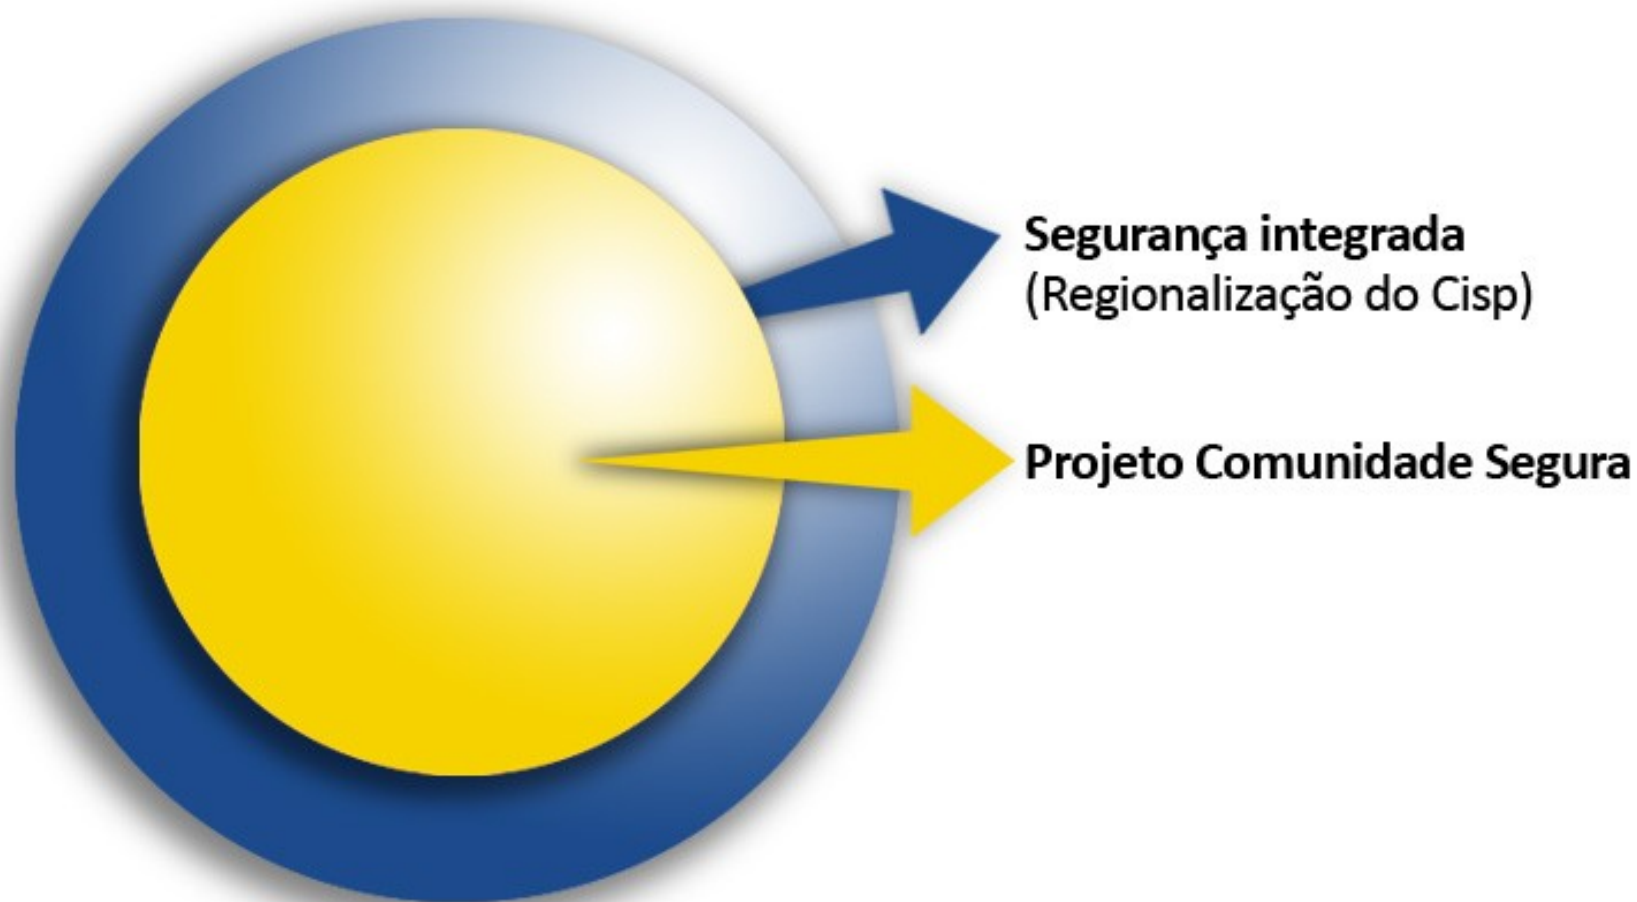 Segurança integrada
(Regionalização do Cisp)
Projeto Comunidade Segura